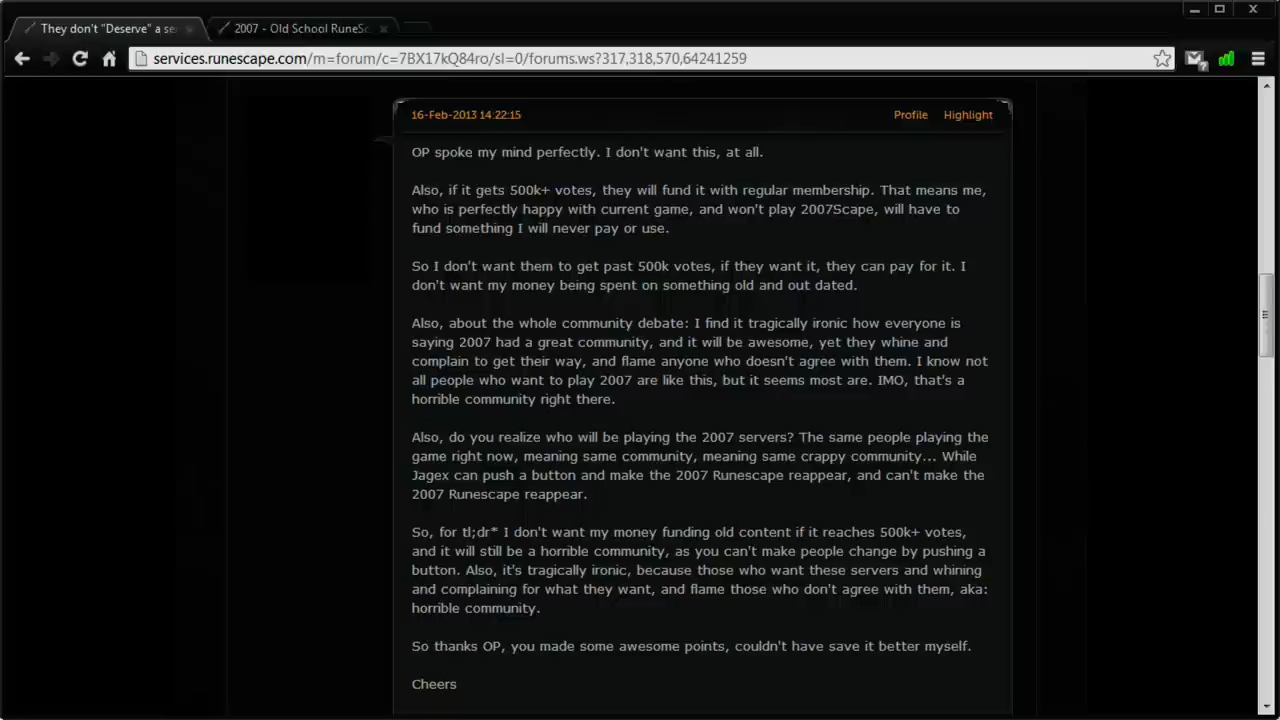 They don't "Deserve" a se
2007 - Old School RuneSc
services.runescape.com/m=forum/c=7BX17kQ84ro/sl=0/forums.ws?317,318,570,64241259
16-Feb-2013 14:22:15 Profile Highlight
OP spoke my mind perfectly. I don't want this, at all.
Also, if it gets 500k+ votes, they will fund it with regular membership. That means me,
who is perfectly happy with current game, and won't play 2007Scape, will have to
fund something I will never pay or use.
So I don't want them to get past 500k votes, if they want it, they can pay for it. I
don't want my money being spent on something old and out dated.
Also, about the whole community debate: I find it tragically ironic how everyone is
saying 2007 had a great community, and it will be awesome, yet they whine and
complain to get their way, and flame anyone who doesn't agree with them. I know not
all people who want to play 2007 are like this, but it seems most are. IMO, that's a
horrible community right there.
Also, do you realize who will be playing the 2007 servers? The same people playing the
game right now, meaning same community, meaning same crappy community... While
Jagex can push a button and make the 2007 Runescape reappear, and can't make the
2007 Runescape reappear.
So, for tl;dr* I don't want my money funding old content if it reaches 500k+ votes,
and it will still be a horrible community, as you can't make people change by pushing a
button. Also, it's tragically ironic, because those who want these servers and whining
and complaining for what they want, and flame those who don't agree with them, aka:
horrible community.
So thanks OP, you made some awesome points, couldn't have save it better myself.
Cheers